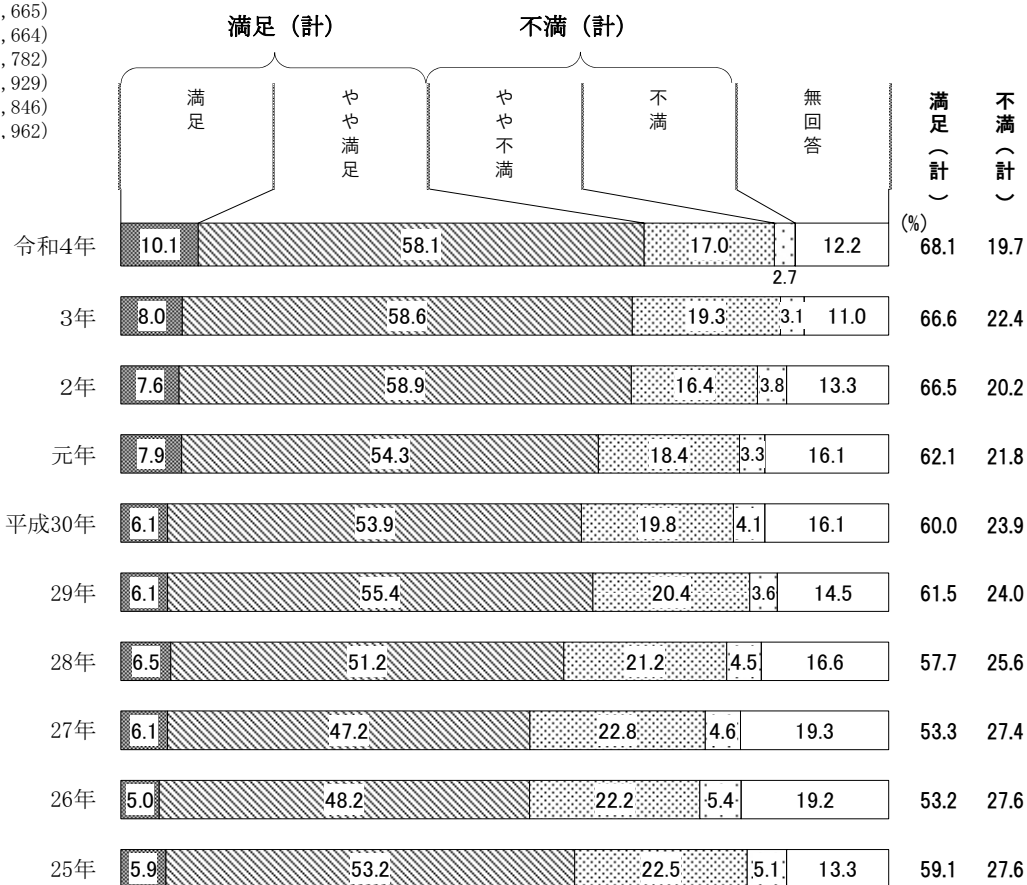 ,665)
,664)
,782)
,929)
,846)
,962)
満足（計） 不満（計）
満足 やや満足 やや不満 不満 無回答 満足（計） 不満（計）
(%)
令和4年 10.1 58.1 17.0 2.7 12.2 68.1 19.7
3年 8.0 58.6 19.3 3.1 11.0 66.6 22.4
2年 7.6 58.9 16.4 3.8 13.3 66.5 20.2
元年 7.9 54.3 18.4 3.3 16.1 62.1 21.8
平成30年 6.1 53.9 19.8 4.1 16.1 60.0 23.9
29年 6.1 55.4 20.4 3.6 14.5 61.5 24.0
28年 6.5 51.2 21.2 4.5 16.6 57.7 25.6
27年 6.1 47.2 22.8 4.6 19.3 53.3 27.4
26年 5.0 48.2 22.2 5.4 19.2 53.2 27.6
25年 5.9 53.2 22.5 5.1 13.3 59.1 27.6